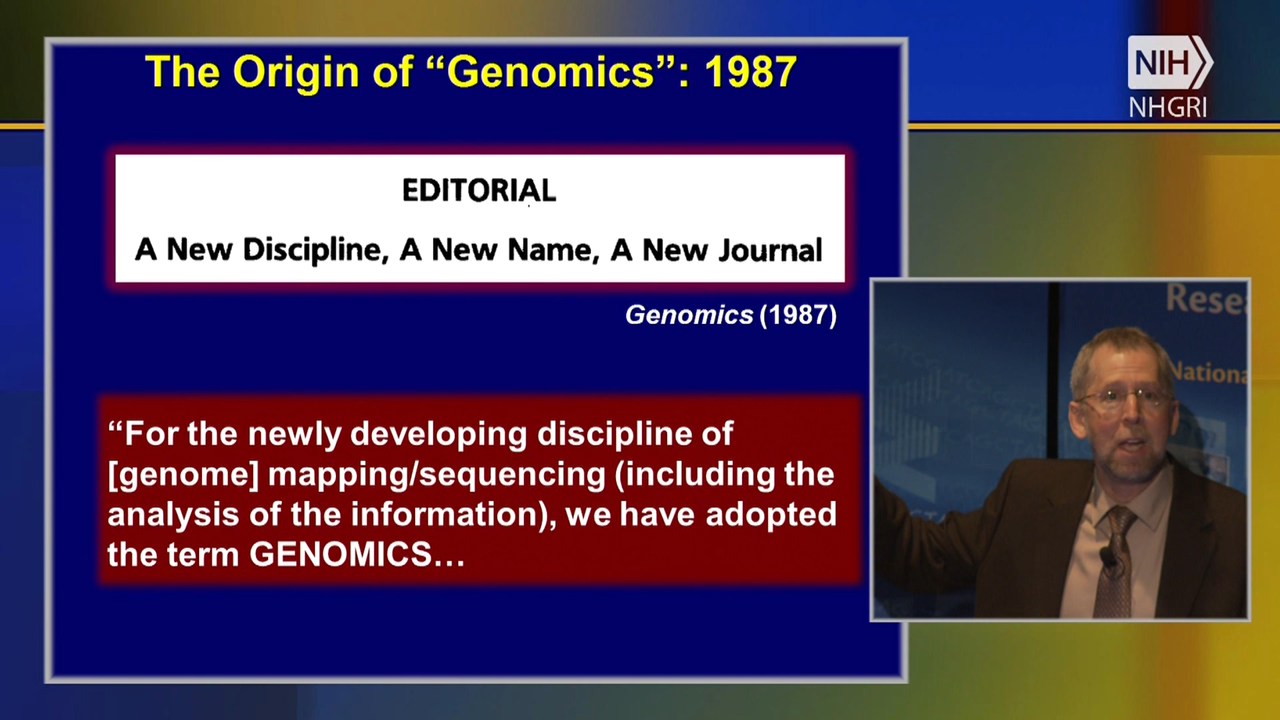 The Origin of “Genomics”: 1987
EDITORIAL
A New Discipline, A New Name, A New Journal
Genomics (1987)
“For the newly developing discipline of
[genome] mapping/sequencing (including the
analysis of the information), we have adopted
the term GENOMICS…
NIH
NHGRI
Rese
Nationa